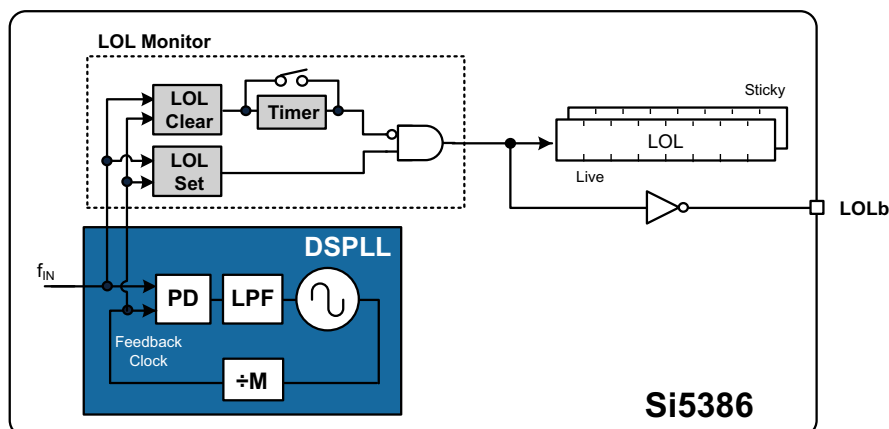 LOL Monitor
LOL
Clear
Timer
LOL
Set
Sticky
LOL
Live
LOLb
DSPLL
fIN
PD
LPF
Feedback
Clock
÷M
Si5386